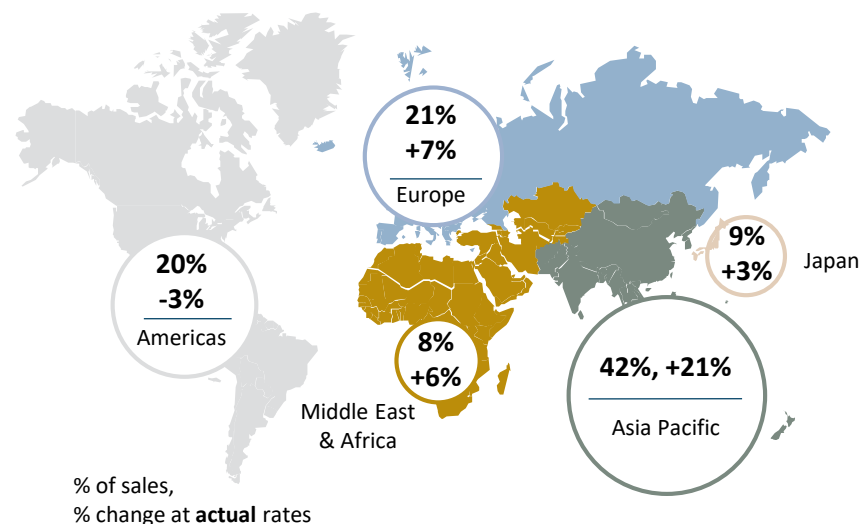 21%
+7%
Europe
20%
-3%
Americas
9%
+3%
Japan
8%
+6%
Middle East
& Africa
42%, +21%
Asia Pacific
% of sales,
% change at actual rates